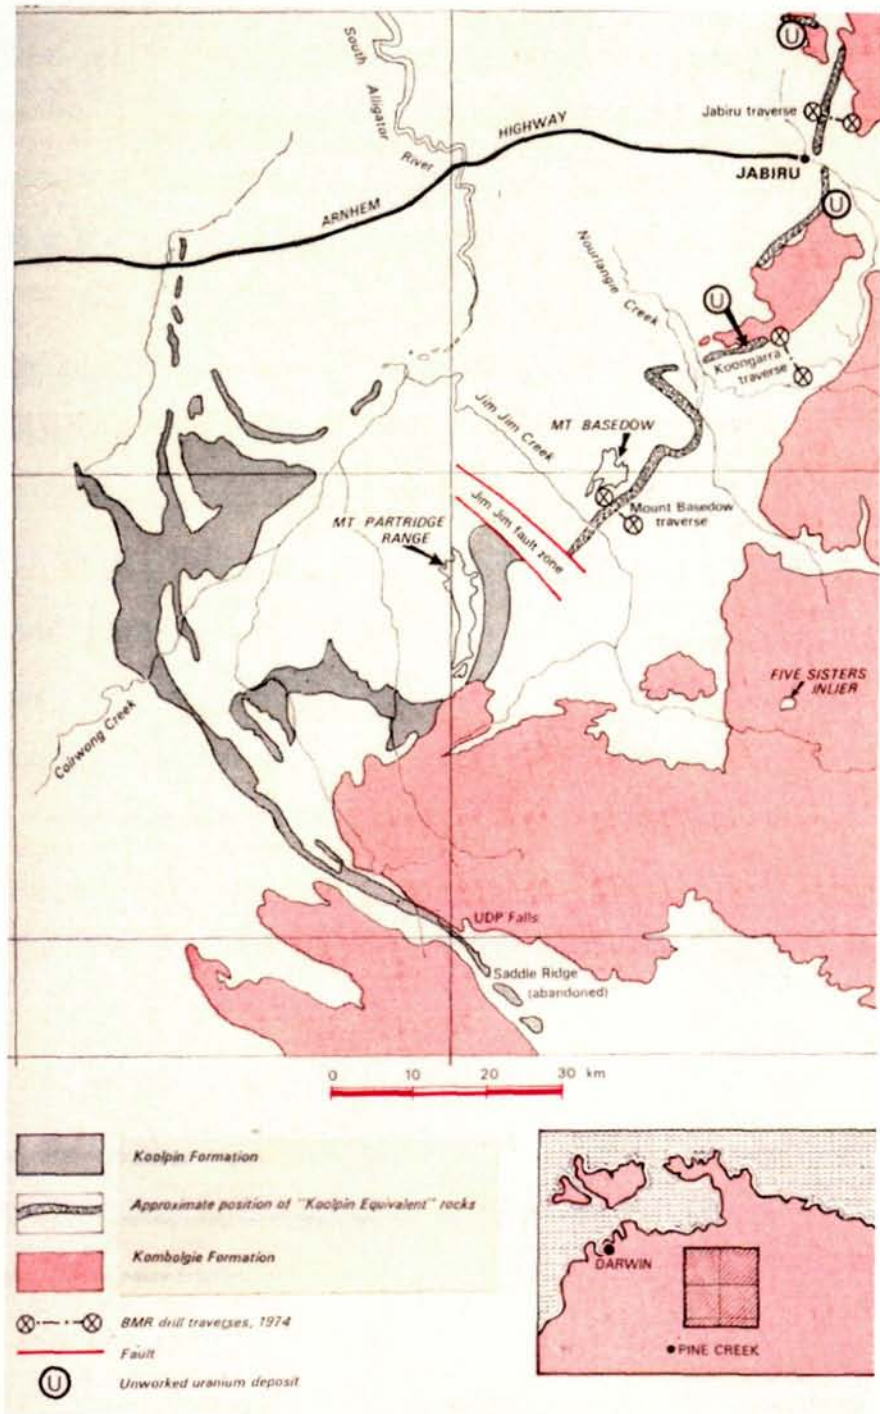 South
Alligator
River
ARNHEM
HIGHWAY
U
Jabiru traverse
JABIRU
U
Nourlangie
Creek
U
Koongarra
traverse
Jim Jim Creek
MT BASEDOW
Mount Basedow
traverse
Jim Jim fault zone
MT PARTRIDGE
RANGE
FIVE SISTERS
INLIER
Coirwong Creek
UDP Falls
Saddle Ridge
(abandoned)
0 10 20 30 km
Koolpin Formation
Approximate position of "Koolpin Equivalent" rocks
Kombolgie Formation
BMR drill traverses, 1974
Fault
U
Unworked uranium deposit
DARWIN
PINE CREEK